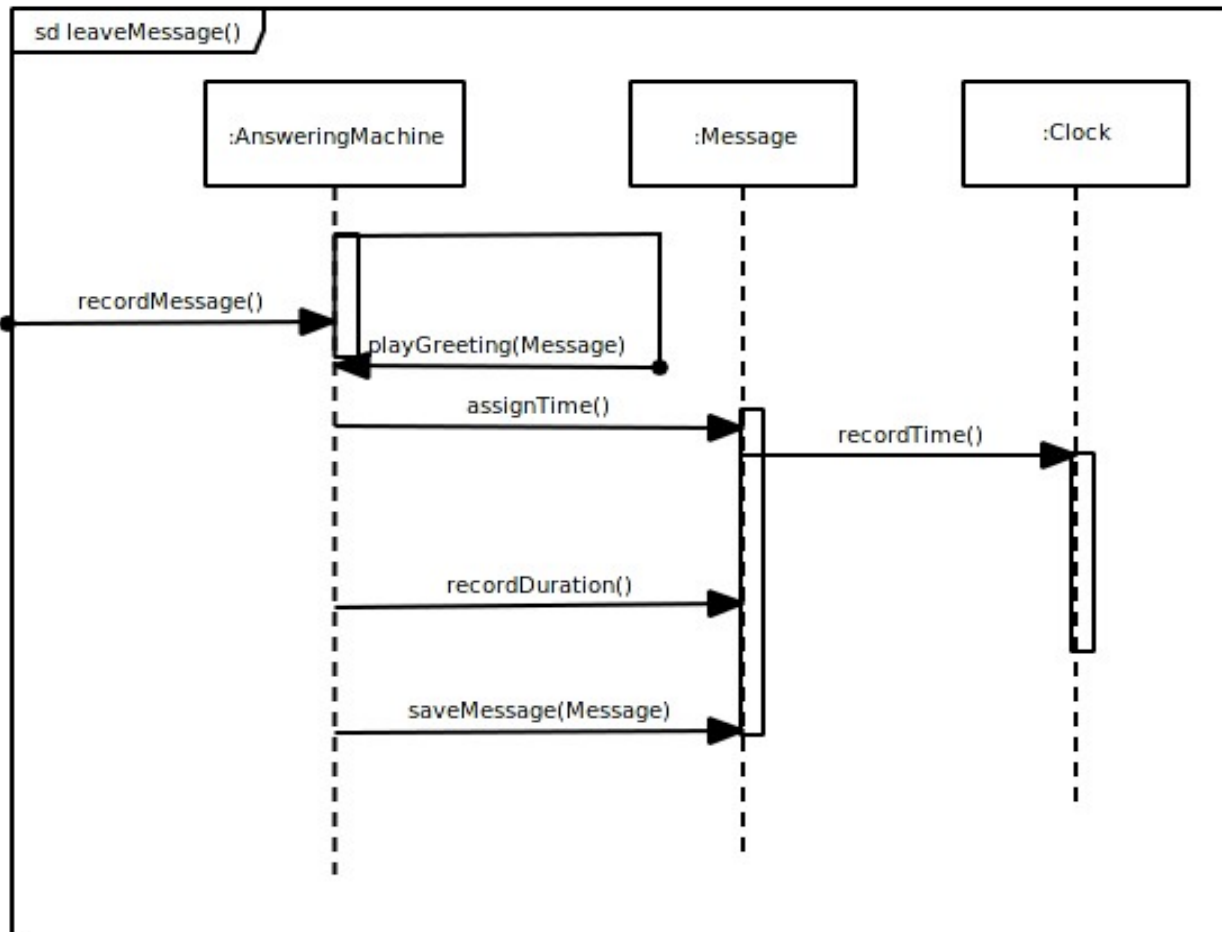 sd leaveMessage()
:AnsweringMachine
:Message
:Clock
recordMessage()
playGreeting(Message)
assignTime()
recordTime()
recordDuration()
saveMessage(Message)